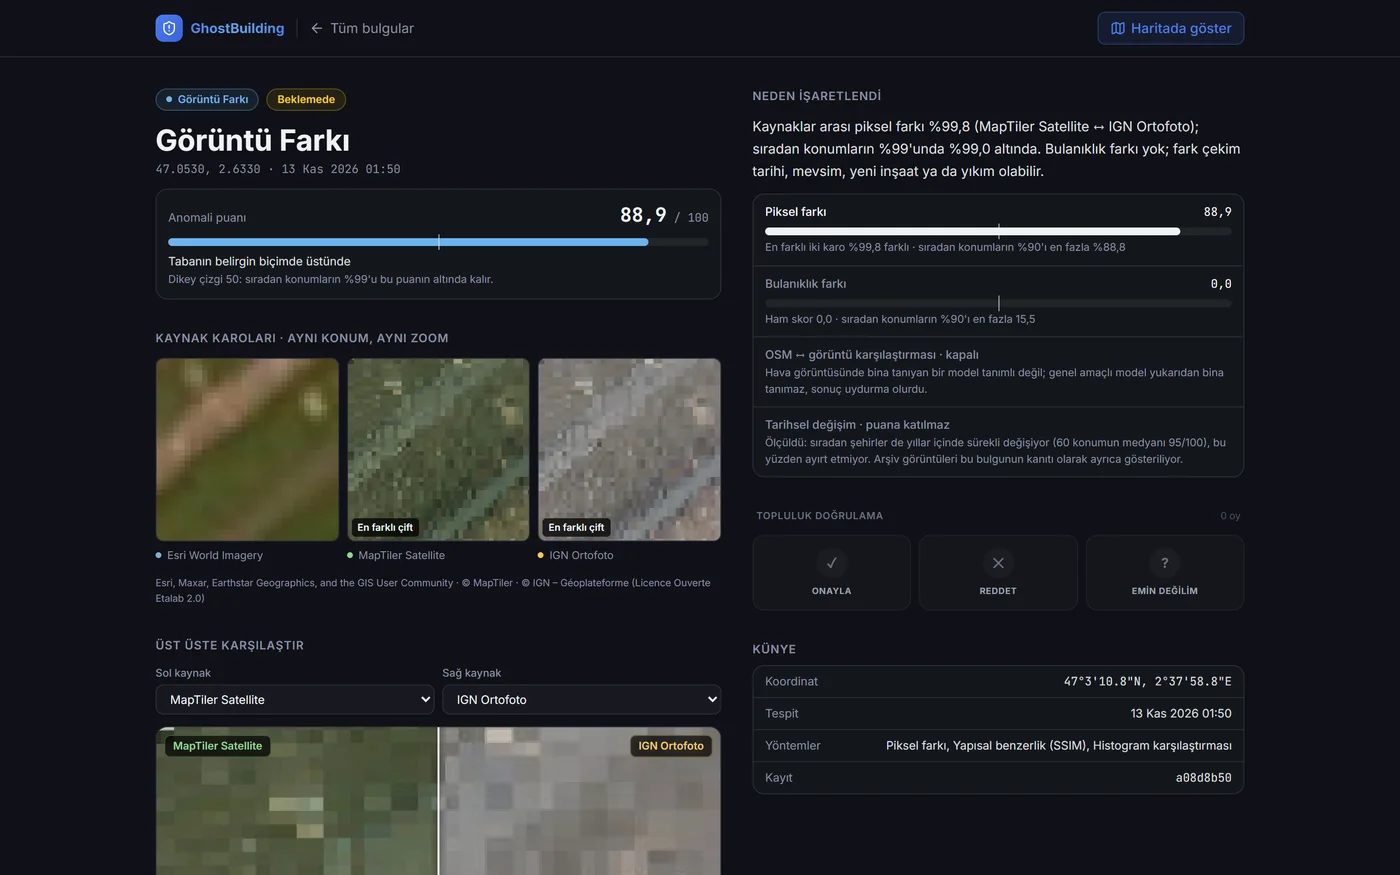 GhostBuilding
← Tüm bulgular
Haritada göster
Görüntü Farkı
Beklemede
Görüntü Farkı
47.0530, 2.6330 · 13 Kas 2026 01:50
Anomali puanı
88,9 / 100
Tabanın belirgin biçimde üstünde
Dikey çizgi 50: sıradan konumların %99'u bu puanın altında kalır.
KAYNAK KAROLARI · AYNI KONUM, AYNI ZOOM
En farklı çift
En farklı çift
Esri World Imagery
MapTiler Satellite
IGN Ortofoto
Esri, Maxar, Earthstar Geographics, and the GIS User Community · © MapTiler · © IGN – Géoplateforme (Licence Ouverte
Etalab 2.0)
ÜST ÜSTE KARŞILAŞTIR
Sol kaynak
Sağ kaynak
MapTiler Satellite
IGN Ortofoto
MapTiler Satellite
IGN Ortofoto
NEDEN İŞARETLENDİ
Kaynaklar arası piksel farkı %99,8 (MapTiler Satellite ↔ IGN Ortofoto);
sıradan konumların %99'unda %99,0 altında. Bulanıklık farkı yok; fark çekim
tarihi, mevsim, yeni inşaat ya da yıkım olabilir.
Piksel farkı
88,9
En farklı iki karo %99,8 farklı · sıradan konumların %90'ı en fazla %88,8
Bulanıklık farkı
0,0
Ham skor 0,0 · sıradan konumların %90'ı en fazla 15,5
OSM ↔ görüntü karşılaştırması · kapalı
Hava görüntüsünde bina tanıyan bir model tanımlı değil; genel amaçlı model yukarıdan bina
tanımaz, sonuç uydurma olurdu.
Tarihsel değişim · puana katılmaz
Ölçüldü: sıradan şehirler de yıllar içinde sürekli değişiyor (60 konumun medyanı 95/100), bu
yüzden ayırt etmiyor. Arşiv görüntüleri bu bulgunun kanıtı olarak ayrıca gösteriliyor.
TOPLULUK DOĞRULAMA
0 oy
✓
ONAYLA
✕
REDDET
?
EMİN DEĞİLİM
KÜNYE
Koordinat
47°3'10.8"N, 2°37'58.8"E
Tespit
13 Kas 2026 01:50
Yöntemler
Piksel farkı, Yapısal benzerlik (SSIM), Histogram karşılaştırması
Kayıt
a08d8b50